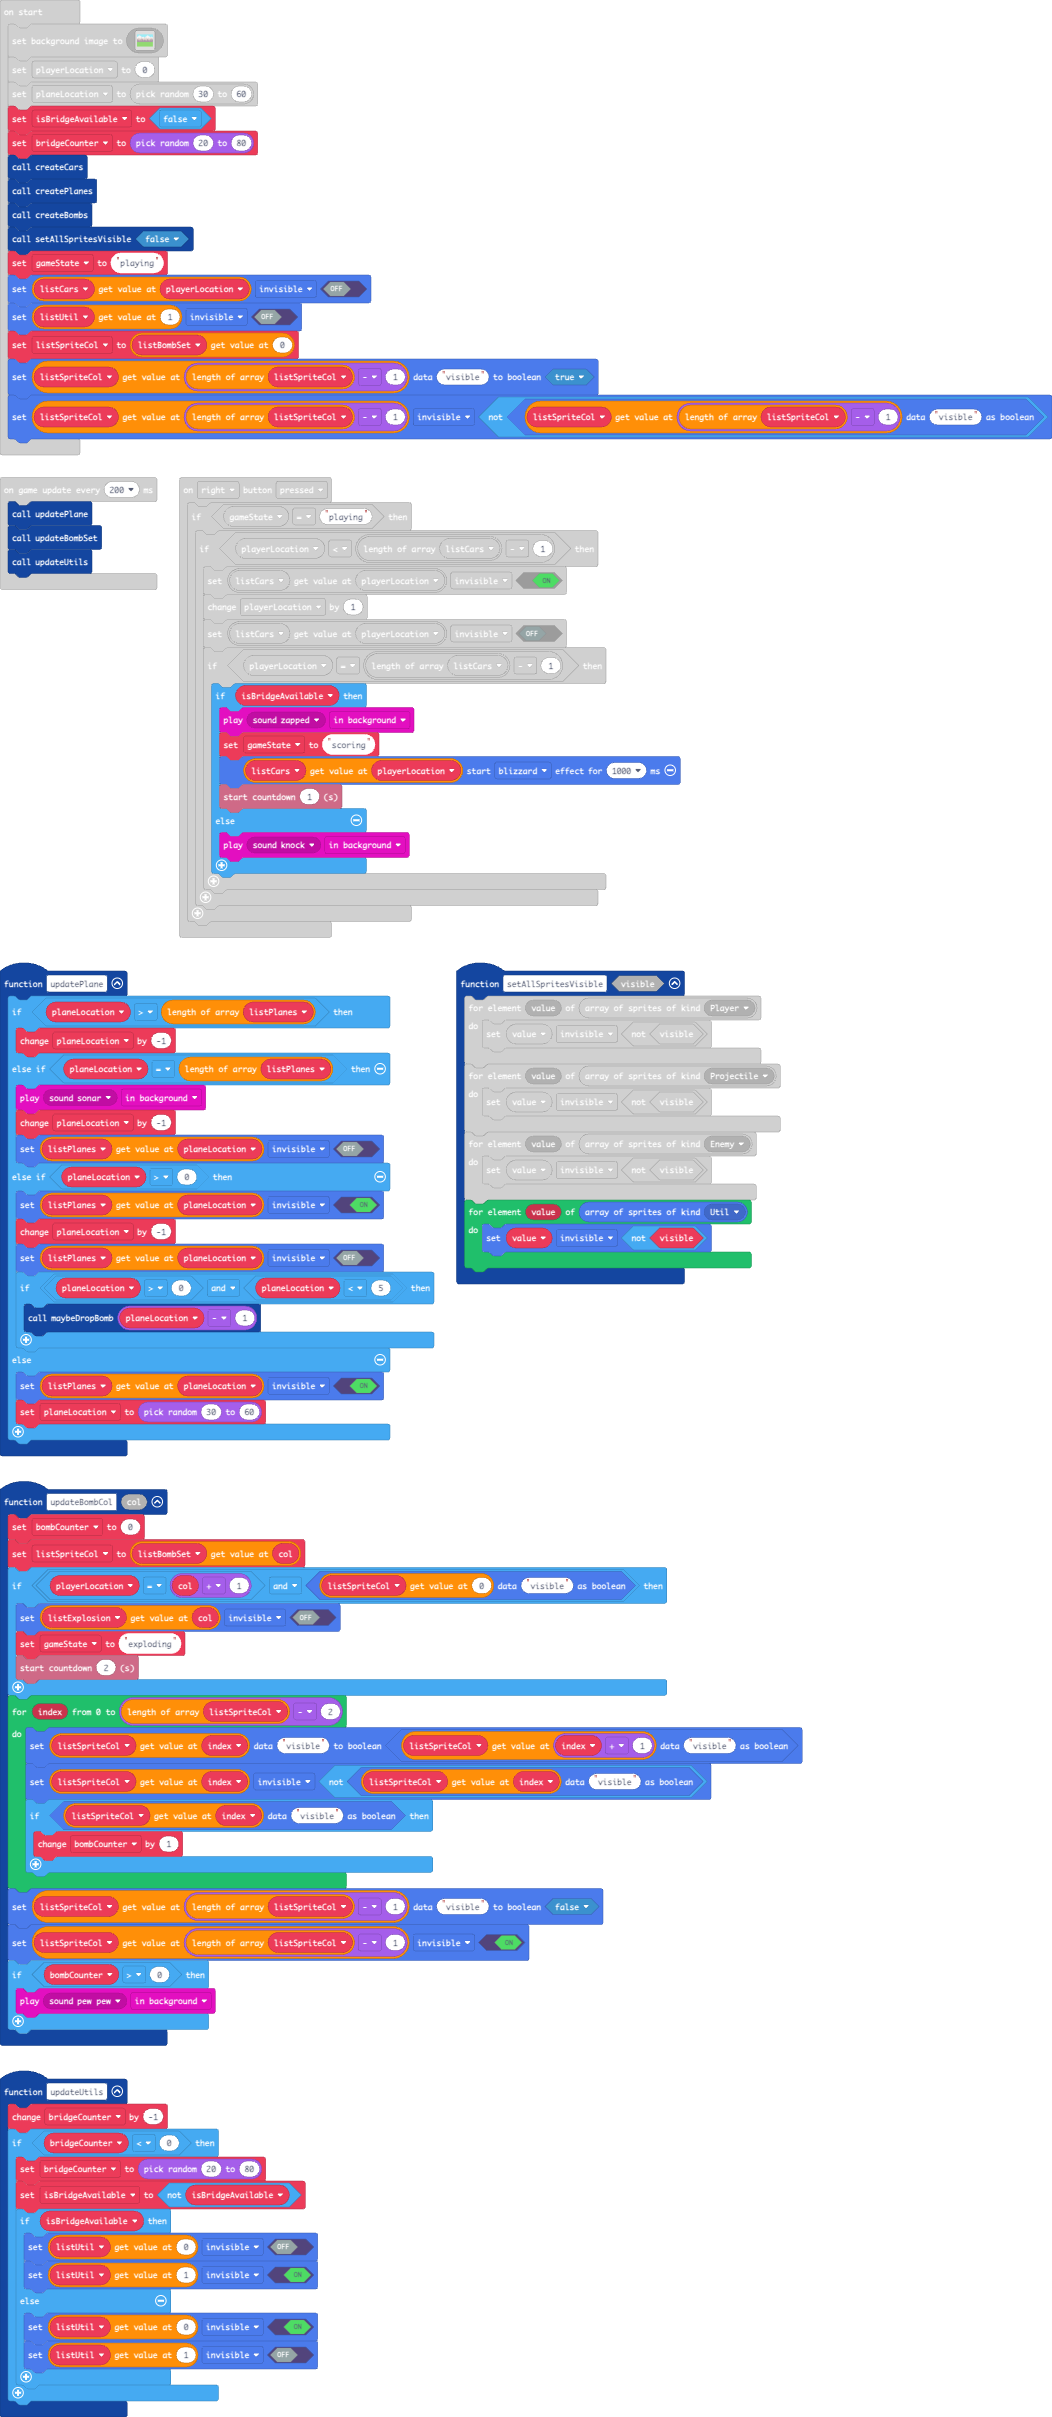 on start
set background image to
set playerLocation to 0
set planeLocation to pick random 30 to 60
set isBridgeAvailable to false
set bridgeCounter to pick random 20 to 80
call createCars
call createPlanes
call createBombs
call setAllSpritesVisible false
set gameState to "playing"
set listCars get value at playerLocation invisible OFF
set listUtil get value at 1 invisible OFF
set listSpriteCol to listBombSet get value at 0
set listSpriteCol get value at length of array listSpriteCol - 1 data "visible" to boolean true
set listSpriteCol get value at length of array listSpriteCol - 1 invisible not listSpriteCol get value at length of array listSpriteCol - 1 data "visible" as boolean
on game update every 200 ms
call updatePlane
call updateBombSet
call updateUtils
on right button pressed
if gameState = "playing" then
if playerLocation < length of array listCars - 1 then
set listCars get value at playerLocation invisible ON
change playerLocation by 1
set listCars get value at playerLocation invisible OFF
if playerLocation = length of array listCars - 1 then
if isBridgeAvailable then
play sound zapped in background
set gameState to "scoring"
listCars get value at playerLocation start blizzard effect for 1000 ms
start countdown 1 (s)
else
play sound knock in background
function updatePlane
if planeLocation > length of array listPlanes then
change planeLocation by -1
else if planeLocation = length of array listPlanes then
play sound sonar in background
change planeLocation by -1
set listPlanes get value at planeLocation invisible OFF
else if planeLocation > 0 then
set listPlanes get value at planeLocation invisible ON
change planeLocation by -1
set listPlanes get value at planeLocation invisible OFF
if planeLocation > 0 and planeLocation < 5 then
call maybeDropBomb planeLocation - 1
else
set listPlanes get value at planeLocation invisible ON
set planeLocation to pick random 30 to 60
function setAllSpritesVisible visible
for element value of array of sprites of kind Player
do set value invisible not visible
for element value of array of sprites of kind Projectile
do set value invisible not visible
for element value of array of sprites of kind Enemy
do set value invisible not visible
for element value of array of sprites of kind Util
do set value invisible not visible
function updateBombCol col
set bombCounter to 0
set listSpriteCol to listBombSet get value at col
if playerLocation = col + 1 and listSpriteCol get value at 0 data "visible" as boolean then
set listExplosion get value at col invisible OFF
set gameState to "exploding"
start countdown 2 (s)
for index from 0 to length of array listSpriteCol - 2
do set listSpriteCol get value at index data "visible" to boolean listSpriteCol get value at index + 1 data "visible" as boolean
set listSpriteCol get value at index invisible not listSpriteCol get value at index data "visible" as boolean
if listSpriteCol get value at index data "visible" as boolean then
change bombCounter by 1
set listSpriteCol get value at length of array listSpriteCol - 1 data "visible" to boolean false
set listSpriteCol get value at length of array listSpriteCol - 1 invisible ON
if bombCounter > 0 then
play sound pew pew in background
function updateUtils
change bridgeCounter by -1
if bridgeCounter < 0 then
set bridgeCounter to pick random 20 to 80
set isBridgeAvailable to not isBridgeAvailable
if isBridgeAvailable then
set listUtil get value at 0 invisible OFF
set listUtil get value at 1 invisible ON
else
set listUtil get value at 0 invisible ON
set listUtil get value at 1 invisible OFF